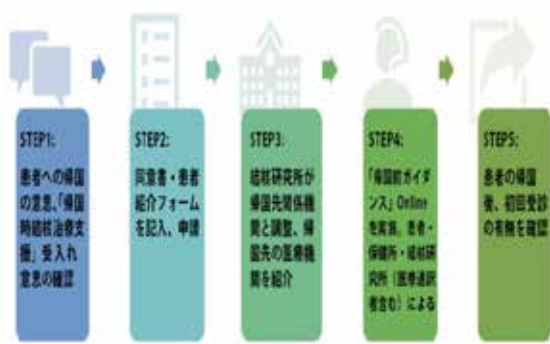 STEP1:
患者への帰国
の意思、「帰国
時結核治療支
援」受入れ
意思の確認
STEP2:
同意書・患者
紹介フォーム
を記入、申請
STEP3:
結核研究所が
帰国先関係機
関と調整、帰
国先の医療機
関を紹介
STEP4:
「帰国前ガイダ
ンス」Online
を実施。患者・
保健所・結核研
究所（医療通訳
者含む）による
STEP5:
患者の帰国
後、初回受診
の有無を確認